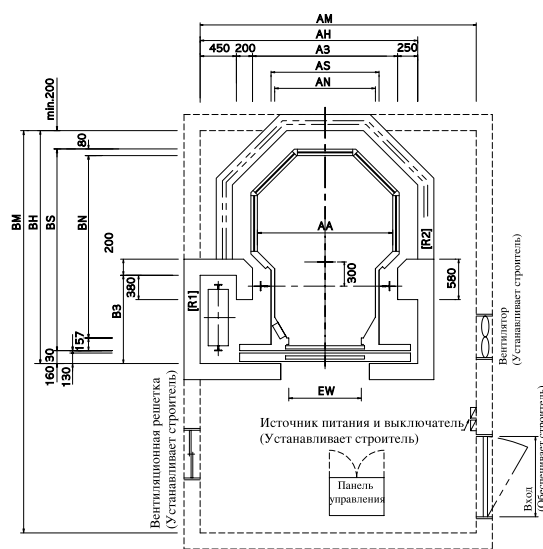 AM
AH
450 200 A3 250
AS
AN
min.200
80
BM
BH
BS
BN
AA
[R2]
200
300
580
380
B3
[R1]
157
30
160
130
EW
Вентилятор
(Устанавливает строитель)
Вентиляционная решетка
(Устанавливает строитель)
Источник питания и выключатель
(Устанавливает строитель)
Панель
управления
Вход
(Обеспечивает строитель)